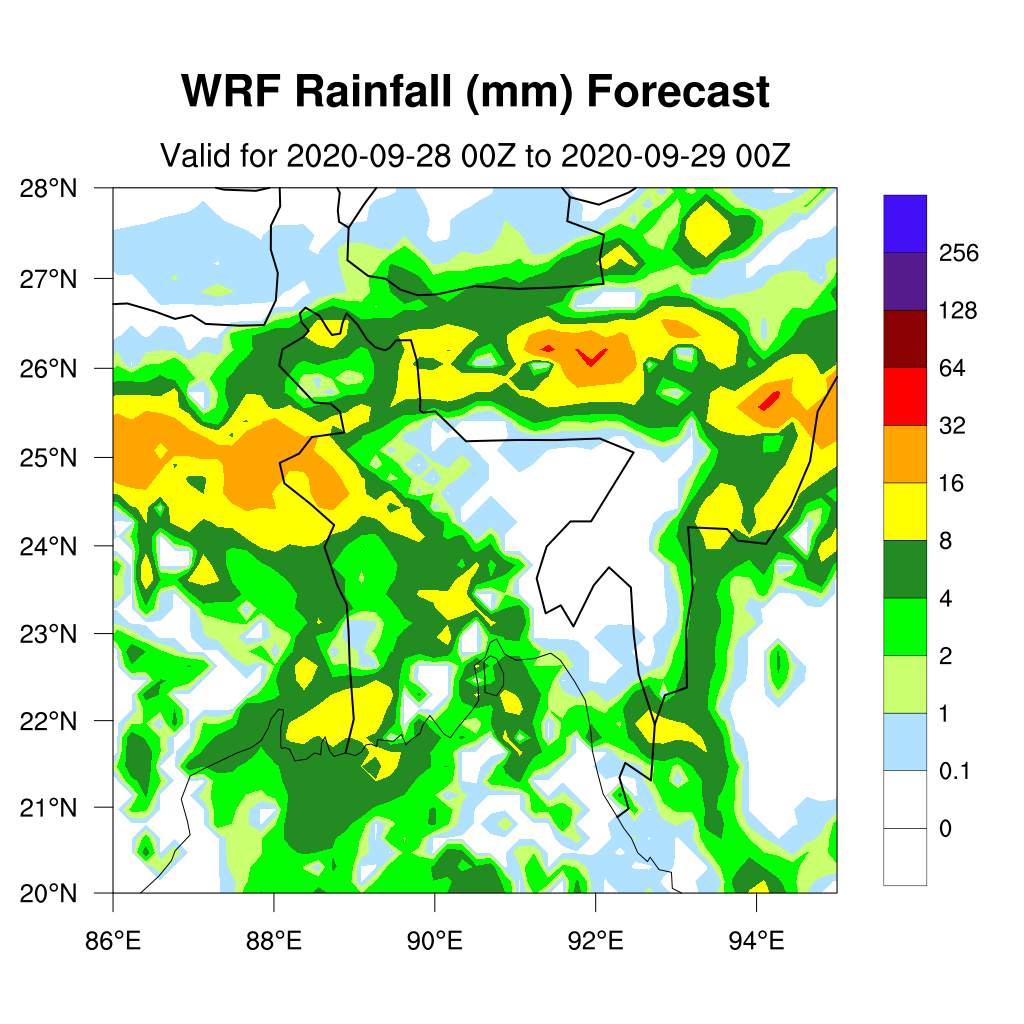 WRF Rainfall (mm) Forecast
Valid for 2020-09-28 00Z to 2020-09-29 00Z
28°N
27°N
26°N
25°N
24°N
23°N
22°N
21°N
20°N
86°E
88°E
90°E
92°E
94°E
256
128
64
32
16
8
4
2
1
0.1
0